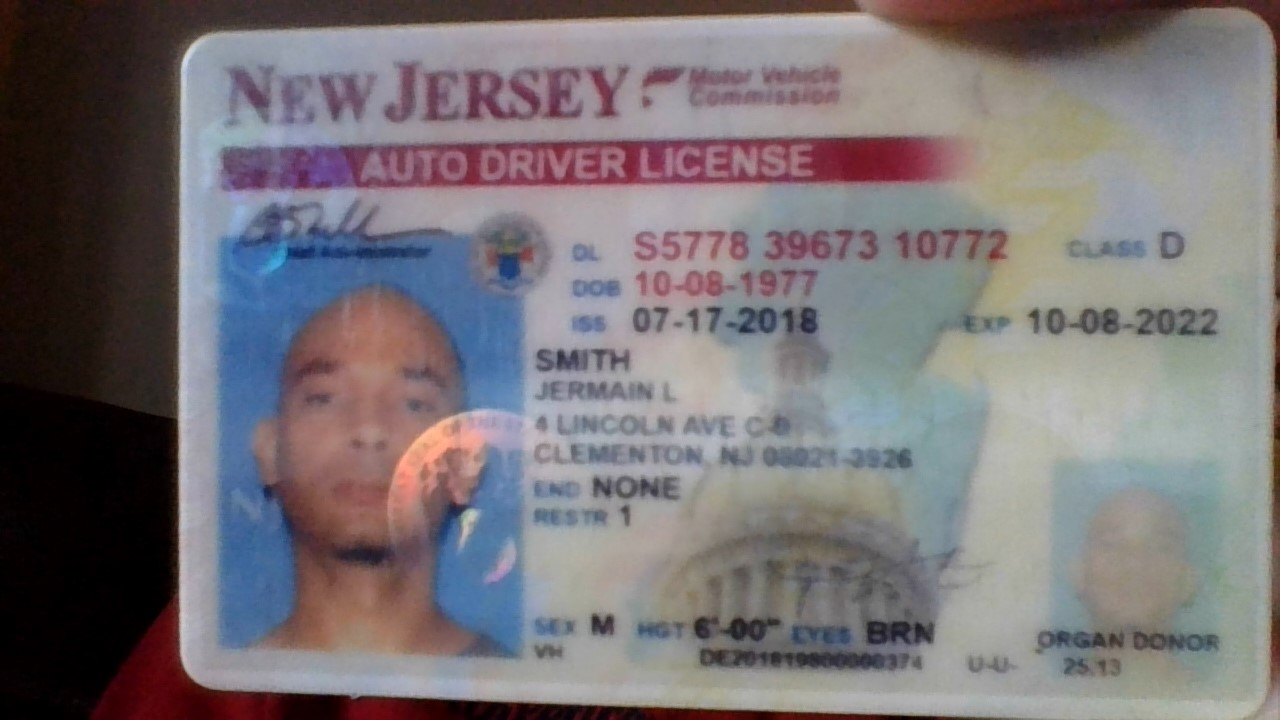 NEW JERSEY Motor Vehicle Commission
AUTO DRIVER LICENSE
DL S5778 39673 10772 CLASS D
DOB 10-08-1977
ISS 07-17-2018 EXP 10-08-2022
SMITH
JERMAIN L
4 LINCOLN AVE
CLEMENTON, NJ 08021-3926
END NONE
RESTR 1
SEX M HGT 6'-00" EYES BRN
ORGAN DONOR
VH DE201819800000374 U-U- 25.13